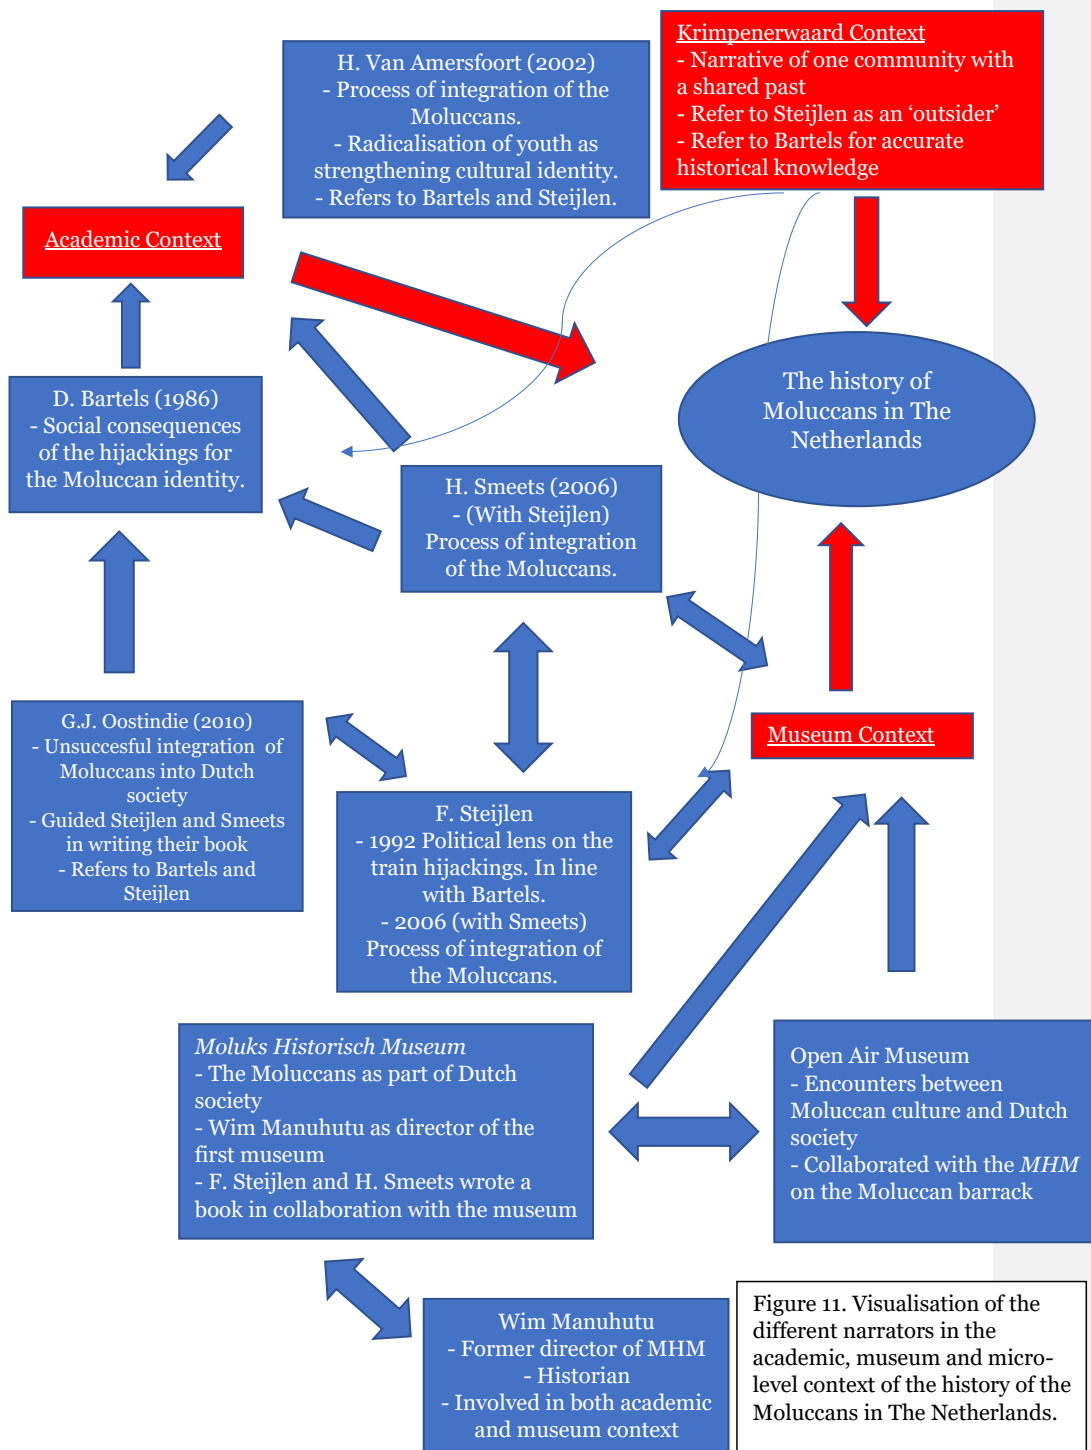 H. Van Amersfoort (2002)
- Process of integration of the
Moluccans.
- Radicalisation of youth as
strengthening cultural identity.
- Refers to Bartels and Steijlen.
Krimpenerwaard Context
- Narrative of one community with
a shared past
- Refer to Steijlen as an ‘outsider’
- Refer to Bartels for accurate
historical knowledge
Academic Context
The history of
Moluccans in The
Netherlands
D. Bartels (1986)
- Social consequences
of the hijackings for
the Moluccan identity.
H. Smeets (2006)
- (With Steijlen)
Process of integration
of the Moluccans.
G.J. Oostindie (2010)
- Unsuccesful integration of
Moluccans into Dutch
society
- Guided Steijlen and Smeets
in writing their book
- Refers to Bartels and
Steijlen
Museum Context
F. Steijlen
- 1992 Political lens on the
train hijackings. In line
with Bartels.
- 2006 (with Smeets)
Process of integration of
the Moluccans.
Moluks Historisch Museum
- The Moluccans as part of Dutch
society
- Wim Manuhutu as director of the
first museum
- F. Steijlen and H. Smeets wrote a
book in collaboration with the museum
Open Air Museum
- Encounters between
Moluccan culture and Dutch
society
- Collaborated with the MHM
on the Moluccan barrack
Wim Manuhutu
- Former director of MHM
- Historian
- Involved in both academic
and museum context
Figure 11. Visualisation of the
different narrators in the
academic, museum and micro-
level context of the history of the
Moluccans in The Netherlands.